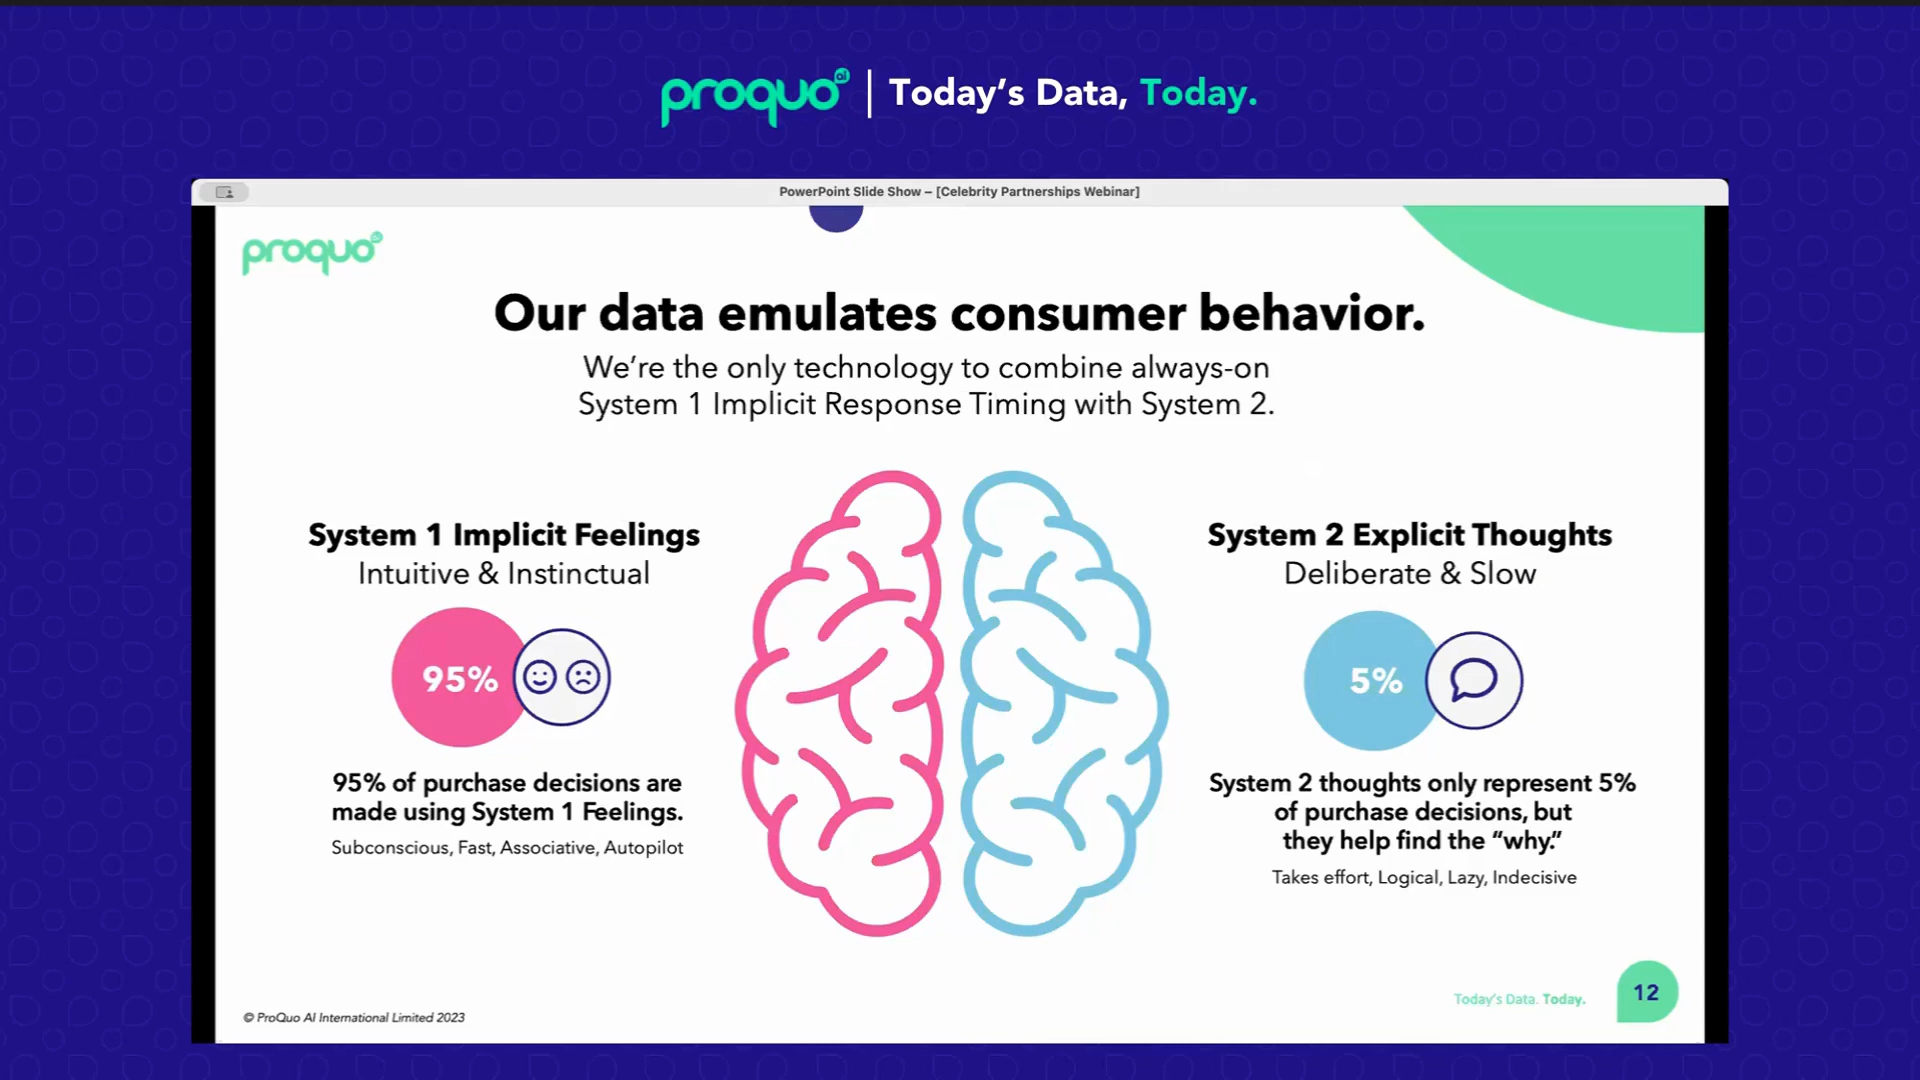 proquo ai | Today's Data, Today.
PowerPoint Slide Show – [Celebrity Partnerships Webinar]
proquo
Our data emulates consumer behavior.
We're the only technology to combine always-on
System 1 Implicit Response Timing with System 2.
System 1 Implicit Feelings
Intuitive & Instinctual
95%
95% of purchase decisions are
made using System 1 Feelings.
Subconscious, Fast, Associative, Autopilot
System 2 Explicit Thoughts
Deliberate & Slow
5%
System 2 thoughts only represent 5%
of purchase decisions, but
they help find the “why.”
Takes effort, Logical, Lazy, Indecisive
© ProQuo AI International Limited 2023
Today's Data. Today.
12